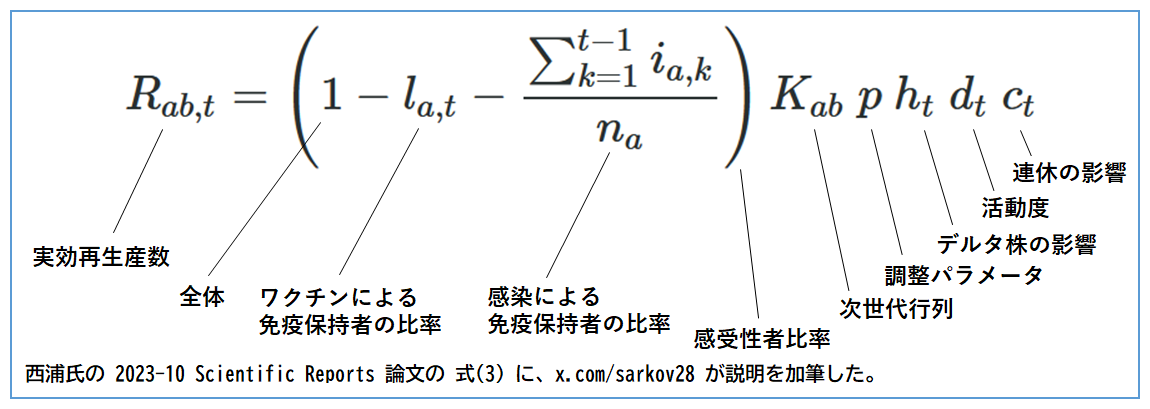 R_{ab,t} = \left( 1 - l_{a,t} - \frac{\sum_{k=1}^{t-1} i_{a,k}}{n_a} \right) K_{ab} \, p \, h_t \, d_t \, c_t
連休の影響
活動度
デルタ株の影響
実効再生産数
調整パラメータ
全体
ワクチンによる
免疫保持者の比率
感染による
免疫保持者の比率
次世代行列
感受性者比率
西浦氏の 2023-10 Scientific Reports 論文の 式(3) に、x.com/sarkov28 が説明を加筆した。